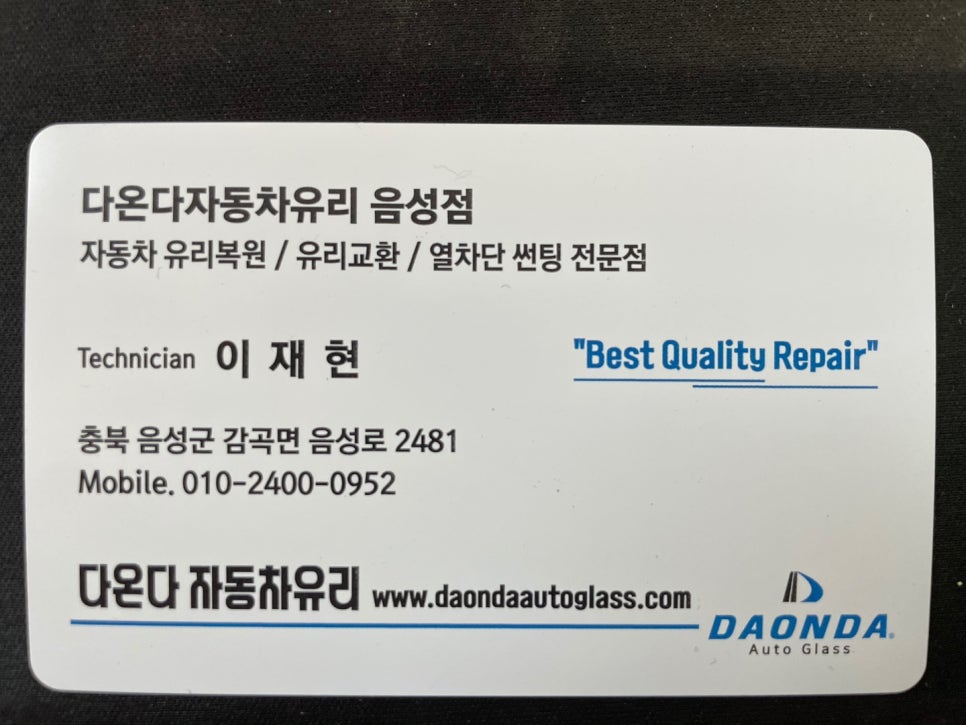 다온다자동차유리 음성점
자동차 유리복원 / 유리교환 / 열차단 썬팅 전문점
Technician 이 재 현
"Best Quality Repair"
충북 음성군 감곡면 음성로 2481
Mobile. 010-2400-0952
다온다 자동차유리 www.daondaautoglass.com
DAONDA®
Auto Glass